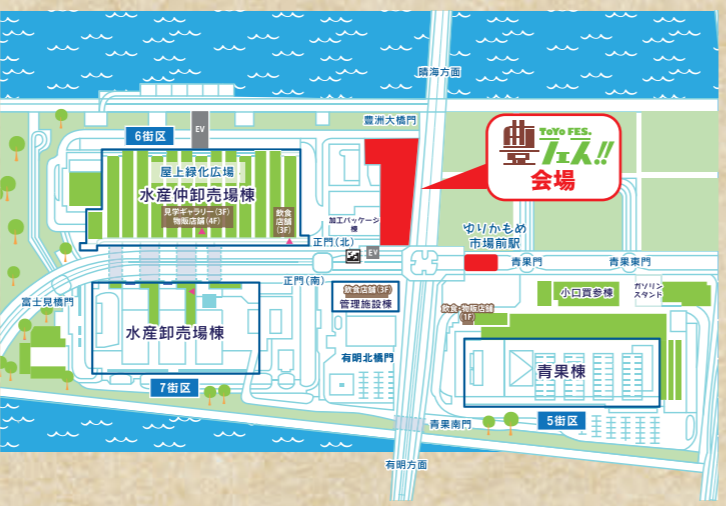 晴海方面
豊洲大橋門
6街区
EV
屋上緑化広場
水産仲卸売場棟
見学ギャラリー(3F)
物販店舗(4F)
飲食
店舗
(3F)
加工パッケージ
棟
豊
ToYo FES.
フェス!!
会場
ゆりかもめ
市場前駅
正門(北)
EV
青果門
青果東門
正門(南)
富士見橋門
飲食店舗(3F)
管理施設棟
小口買参棟
ガソリン
スタンド
飲食・物販店舗
1F)
水産卸売場棟
有明北橋門
青果棟
7街区
青果南門
5街区
有明方面